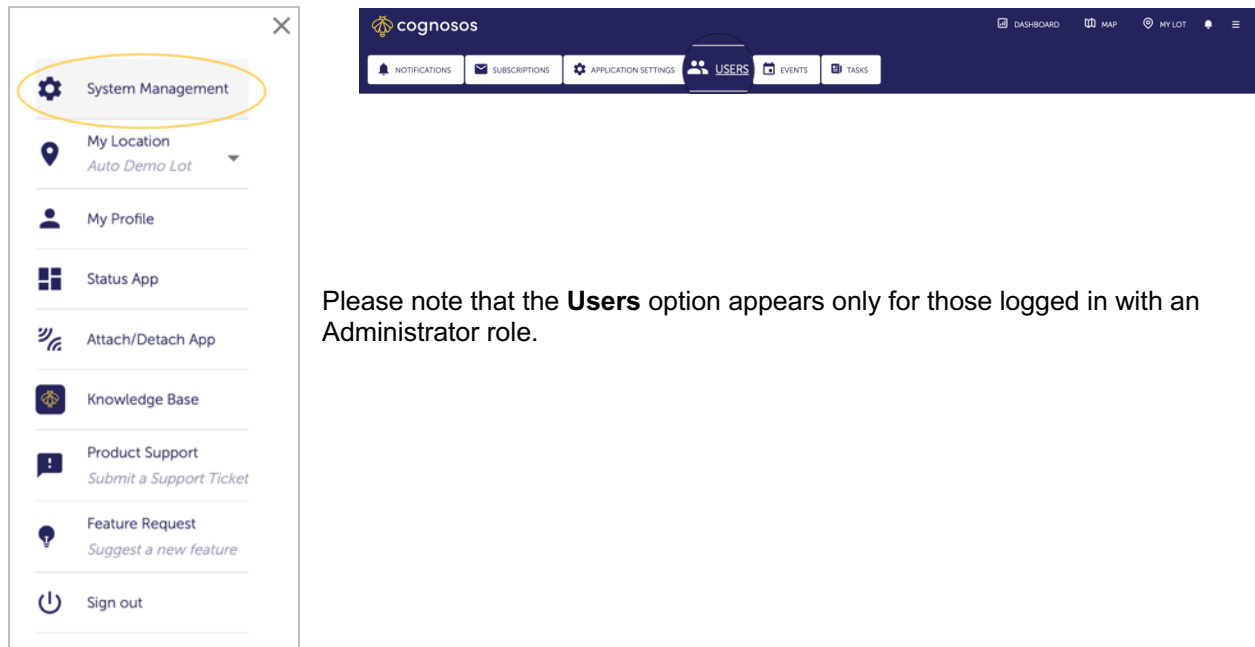 System Management
My Location
Auto Demo Lot
My Profile
Status App
Attach/Detach App
Knowledge Base
Product Support
Submit a Support Ticket
Feature Request
Suggest a new feature
Sign out
cognosos
DASHBOARD MAP MY LOT
NOTIFICATIONS SUBSCRIPTIONS APPLICATION SETTINGS USERS EVENTS TASKS
Please note that the Users option appears only for those logged in with an
Administrator role.